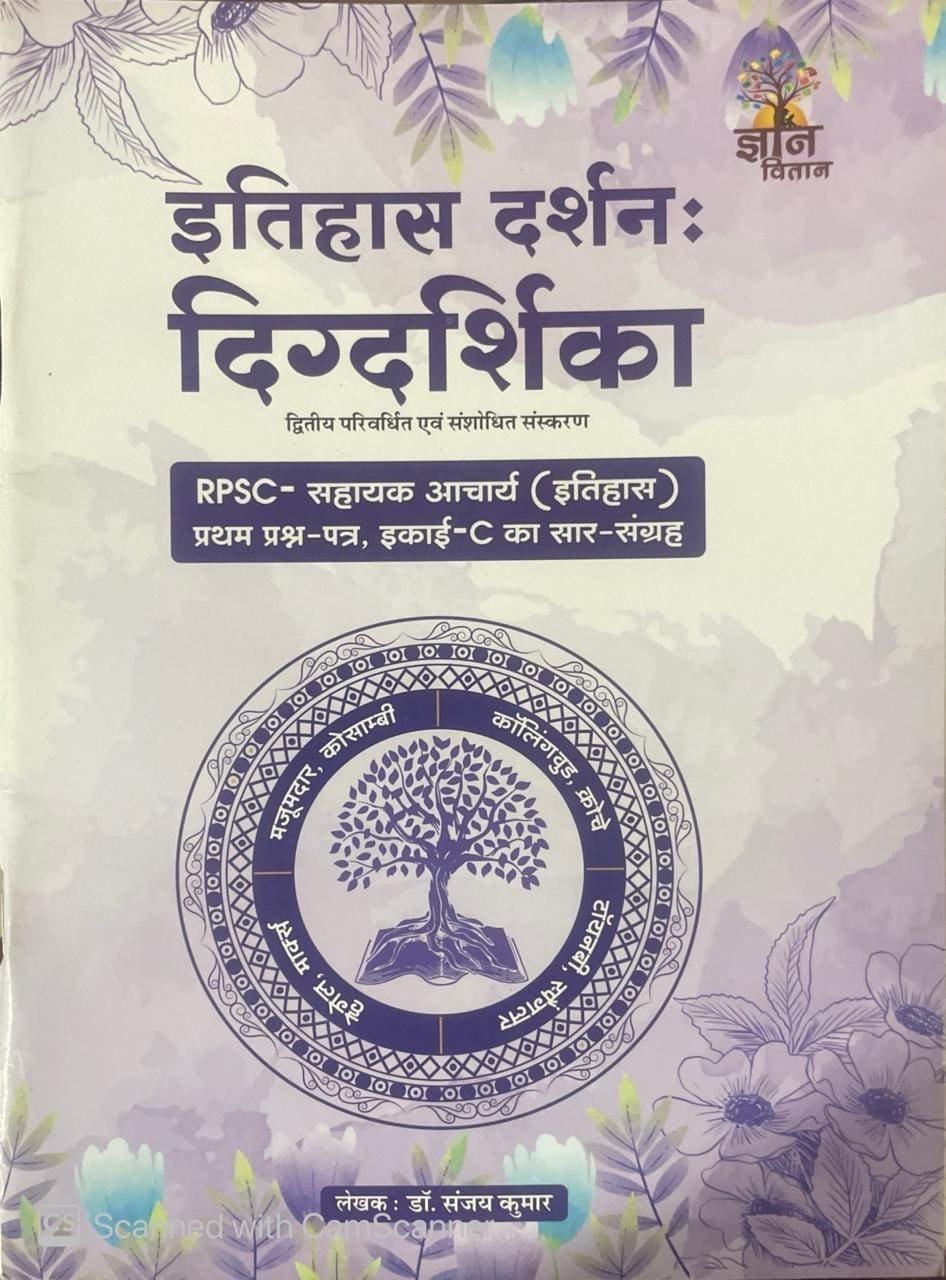 ज्ञान
वितान
इतिहास दर्शन:
दिग्दर्शिका
द्वितीय परिवर्धित एवं संशोधित संस्करण
RPSC- सहायक आचार्य (इतिहास)
प्रथम प्रश्न-पत्र, इकाई-C का सार-संग्रह
मजूमदार, कोसाम्बी
कॉलिंगवुड, क्रोचे
हेगेल, मार्क्स
टॉयनबी, स्पेंगलर
लेखक : डॉ. संजय कुमार
CS Scanned with CamScanner